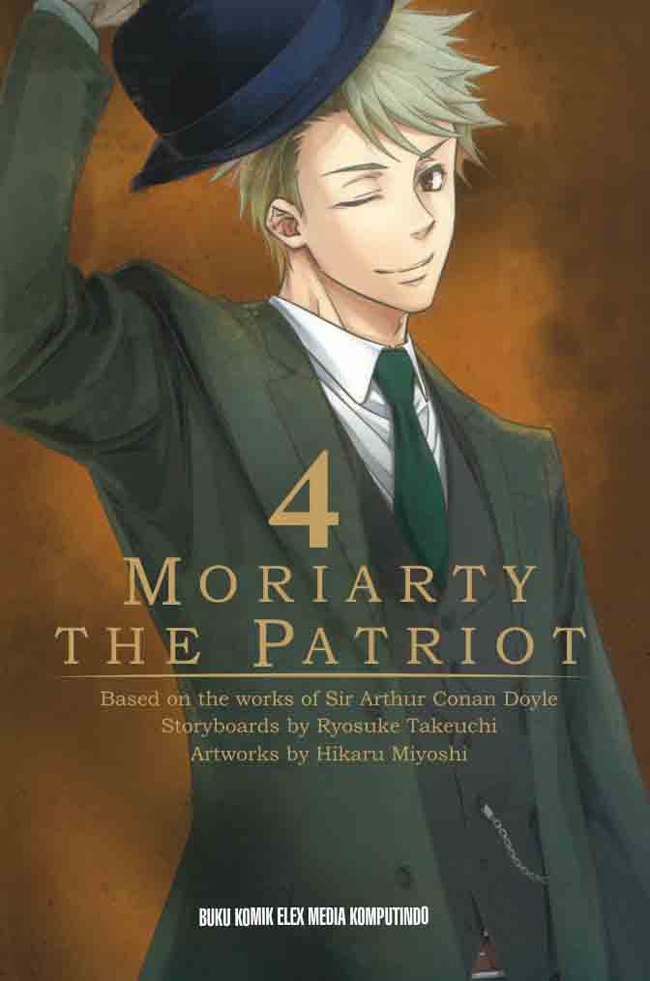 4
MORIARTY
THE PATRIOT
Based on the works of Sir Arthur Conan Doyle
Storyboards by Ryosuke Takeuchi
Artworks by Hikaru Miyoshi
BUKU KOMIK ELEX MEDIA KOMPUTINDO